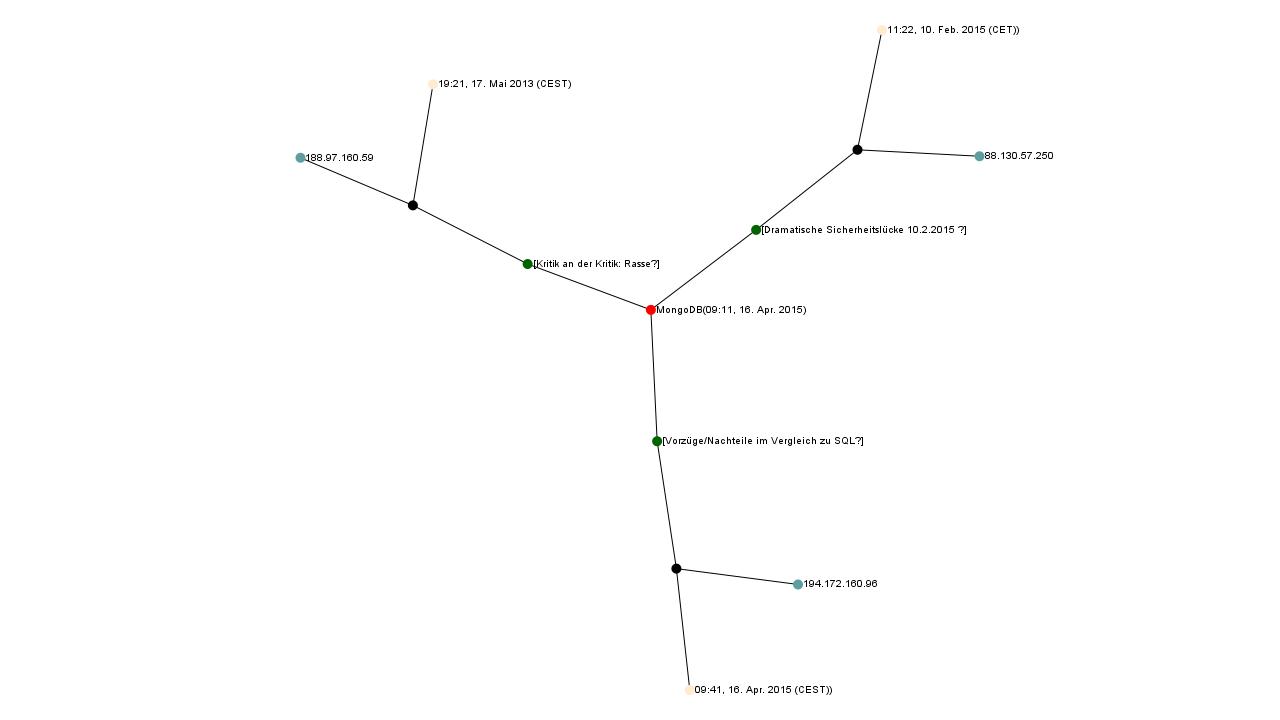 11:22, 10. Feb. 2015 (CET))
19:21, 17. Mai 2013 (CEST)
88.130.57.250
188.97.160.59
[Dramatische Sicherheitslücke 10.2.2015 ?]
[Kritik an der Kritik: Rasse?]
MongoDB(09:11, 16. Apr. 2015)
[Vorzüge/Nachteile im Vergleich zu SQL?]
194.172.160.96
09:41, 16. Apr. 2015 (CEST))